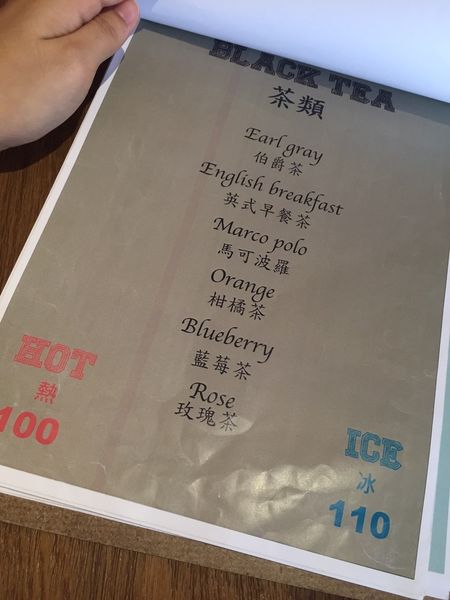 BLACK TEA
茶類
Earl gray
伯爵茶
English breakfast
英式早餐茶
Marco polo
馬可波羅
Orange
柑橘茶
Blueberry
藍莓茶
Rose
玫瑰茶
HOT
熱
100
ICE
冰
110